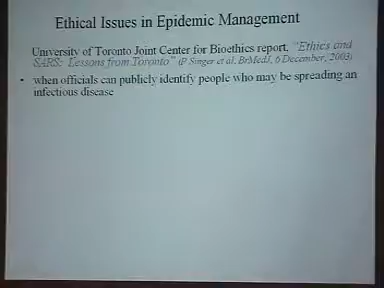 Ethical Issues in Epidemic Management
University of Toronto Joint Center for Bioethics report, "Ethics and
SARS: Lessons from Toronto" (P Singer et al, BrMedJ, 6 December, 2003)
• when officials can publicly identify people who may be spreading an
infectious disease